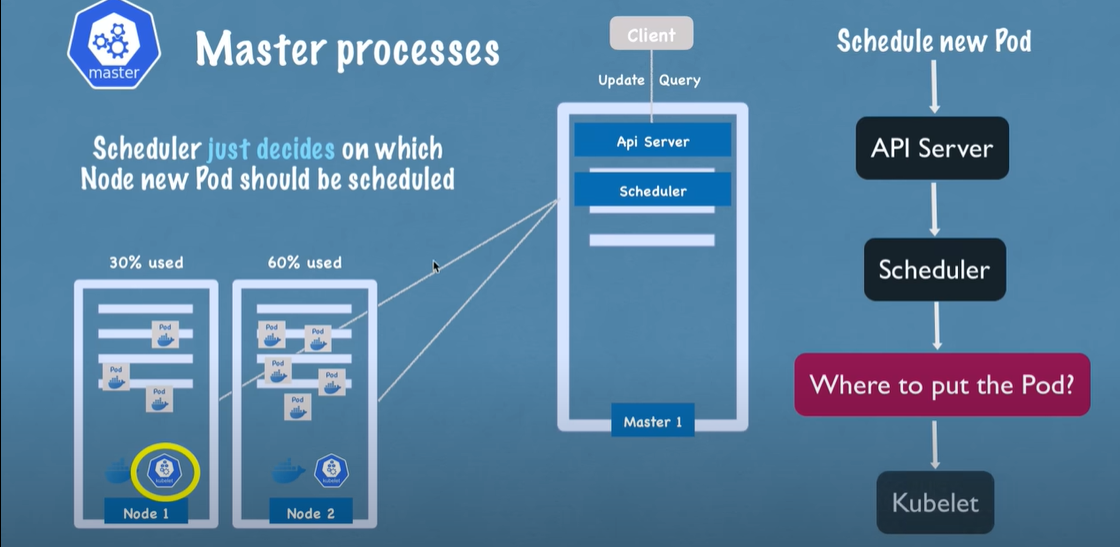 master
Master processes
Scheduler just decides on which
Node new Pod should be scheduled
30% used
60% used
Pod
Pod
Pod
kubelet
Node 1
Pod
Pod
Pod
Pod
Pod
kubelet
Node 2
Client
Update
Query
Api Server
Scheduler
Master 1
Schedule new Pod
API Server
Scheduler
Where to put the Pod?
Kubelet